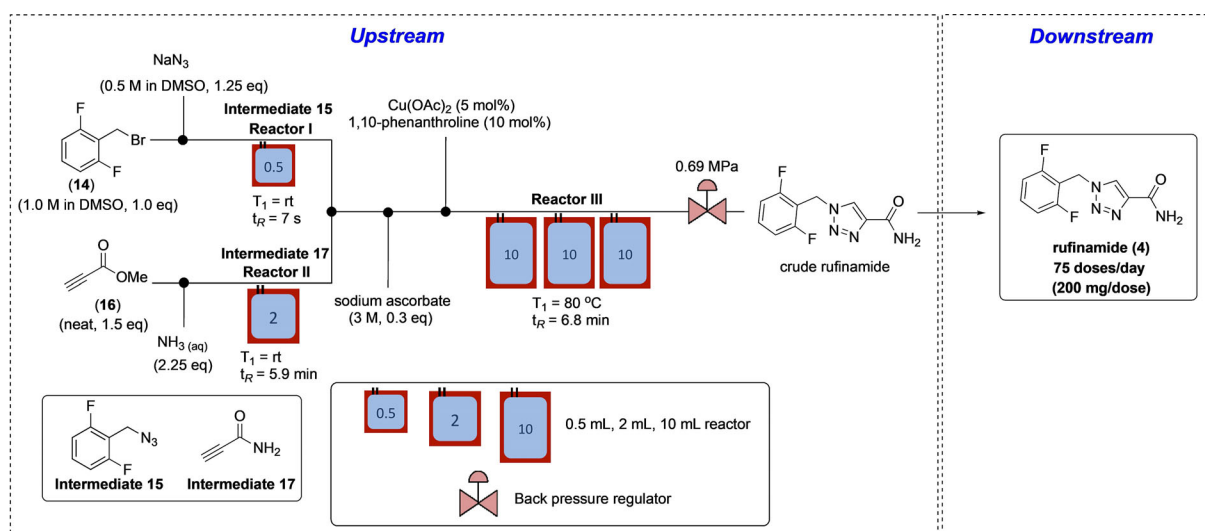 Upstream
Downstream
NaN3
(0.5 M in DMSO, 1.25 eq)
Intermediate 15
Reactor I
F
Br
F
(14)
(1.0 M in DMSO, 1.0 eq)
0.5
T1 = rt
tR = 7 s
Cu(OAc)2 (5 mol%)
1,10-phenanthroline (10 mol%)
O
OMe
(16)
(neat, 1.5 eq)
NH3 (aq)
(2.25 eq)
Intermediate 17
Reactor II
2
T1 = rt
tR = 5.9 min
sodium ascorbate
(3 M, 0.3 eq)
Reactor III
10
10
10
T1 = 80 °C
tR = 6.8 min
0.69 MPa
F
N
N
N
F
O
NH2
crude rufinamide
F
N
N
N
F
O
NH2
rufinamide (4)
75 doses/day
(200 mg/dose)
F
N3
F
Intermediate 15
O
NH2
Intermediate 17
0.5
2
10
0.5 mL, 2 mL, 10 mL reactor
Back pressure regulator